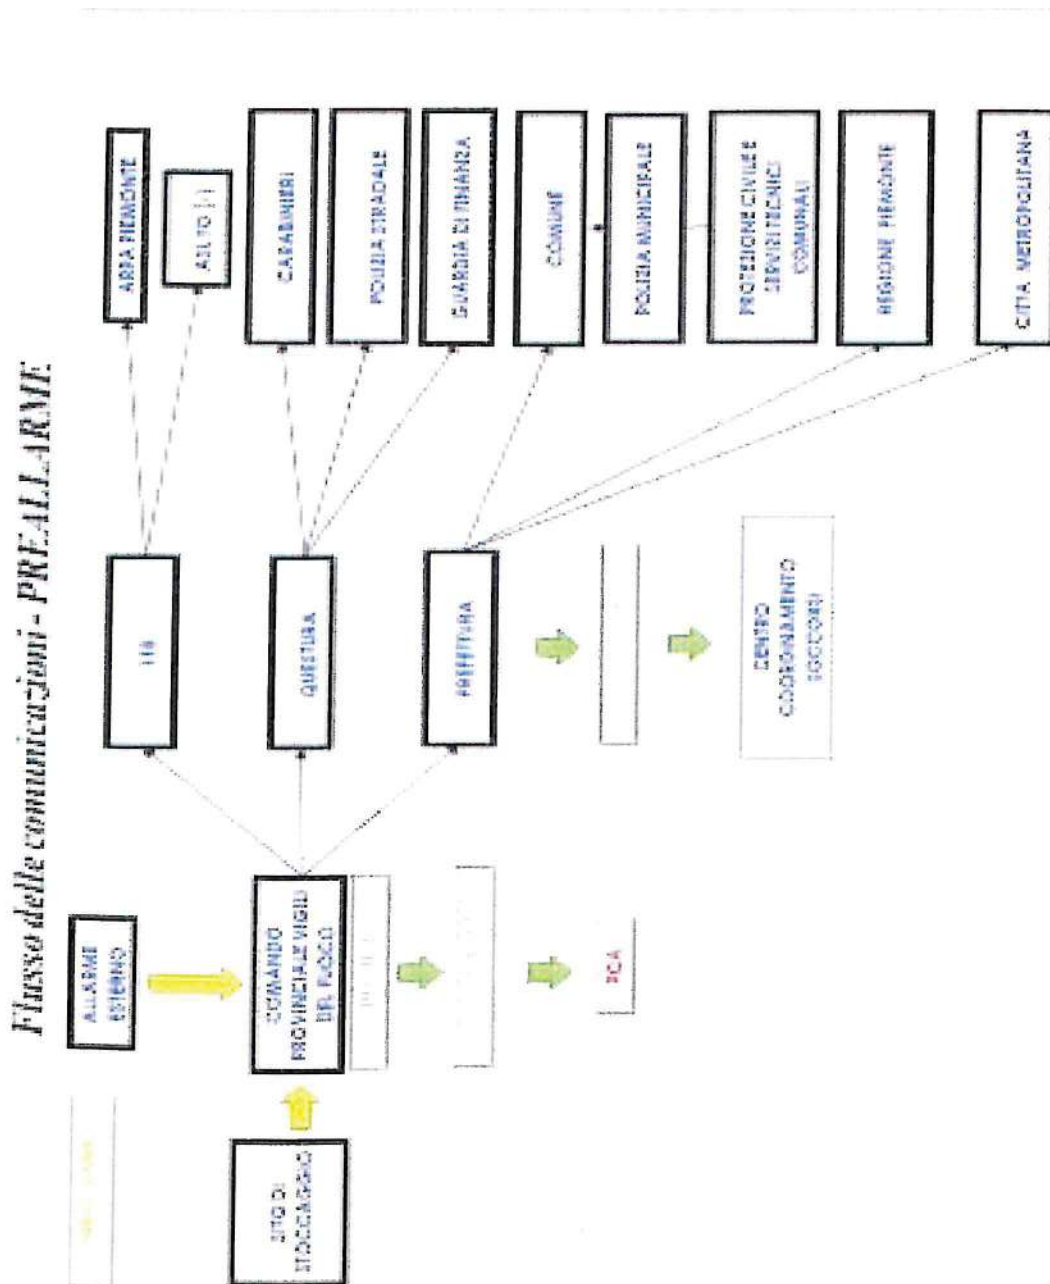 Flusso delle comunicazioni - PREALLARME
ALLARME
ESTERNO
SITO DI
STOCCAGGIO
COMANDO
PROVINCIALE VIGILI
DEL FUOCO
PCA
118
QUESTURA
PREFETTURA
CENTRO
COORDINAMENTO
SOCCORSI
ARPA PIEMONTE
ASL TO
CARABINIERI
POLIZIA STRADALE
GUARDIA DI FINANZA
COMUNE
POLIZIA MUNICIPALE
PROTEZIONE CIVILE E
SERVIZI TECNICI
COMUNALI
REGIONE PIEMONTE
CITTA METROPOLITANA